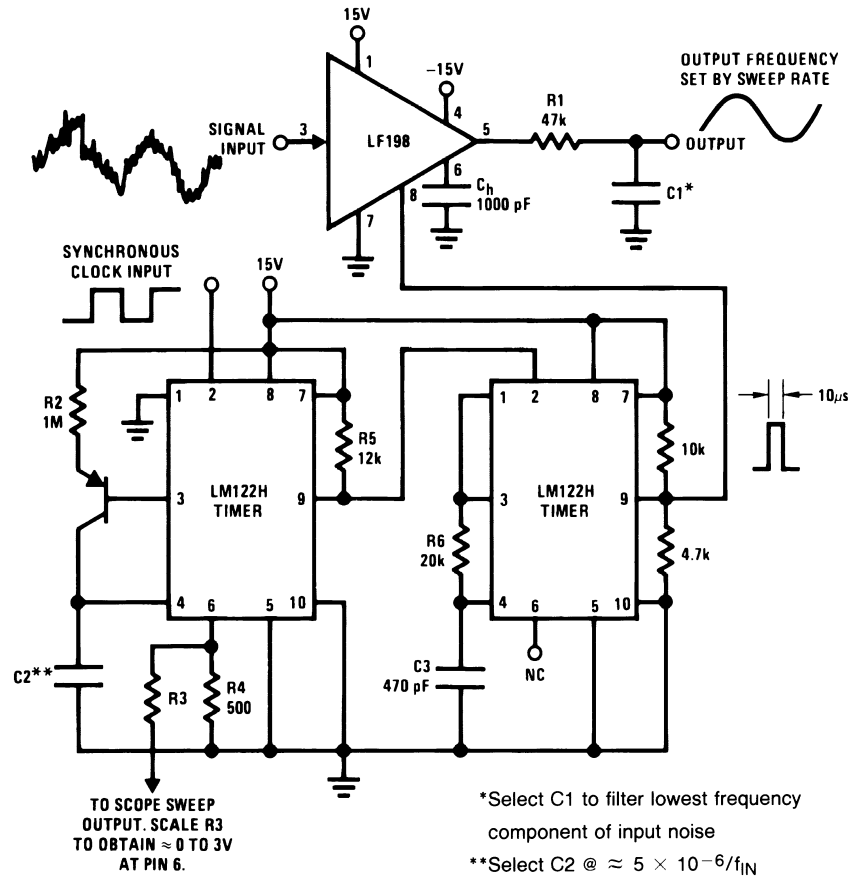 15V
1
-15V
4
OUTPUT FREQUENCY
SET BY SWEEP RATE
SIGNAL
INPUT
3
LF198
5
R1
47k
OUTPUT
6
8
Ch
1000 pF
C1*
7
SYNCHRONOUS
CLOCK INPUT
15V
R2
1M
1
2
8
7
R5
12k
LM122H
TIMER
3
9
4
6
5
10
C2**
R3
R4
500
1
2
8
7
10k
10µs
LM122H
TIMER
3
9
R6
20k
4.7k
4
6
5
10
C3
470 pF
NC
TO SCOPE SWEEP
OUTPUT. SCALE R3
TO OBTAIN ≈ 0 TO 3V
AT PIN 6.
*Select C1 to filter lowest frequency
component of input noise
**Select C2 @ ≈ 5 × 10−6/fIN